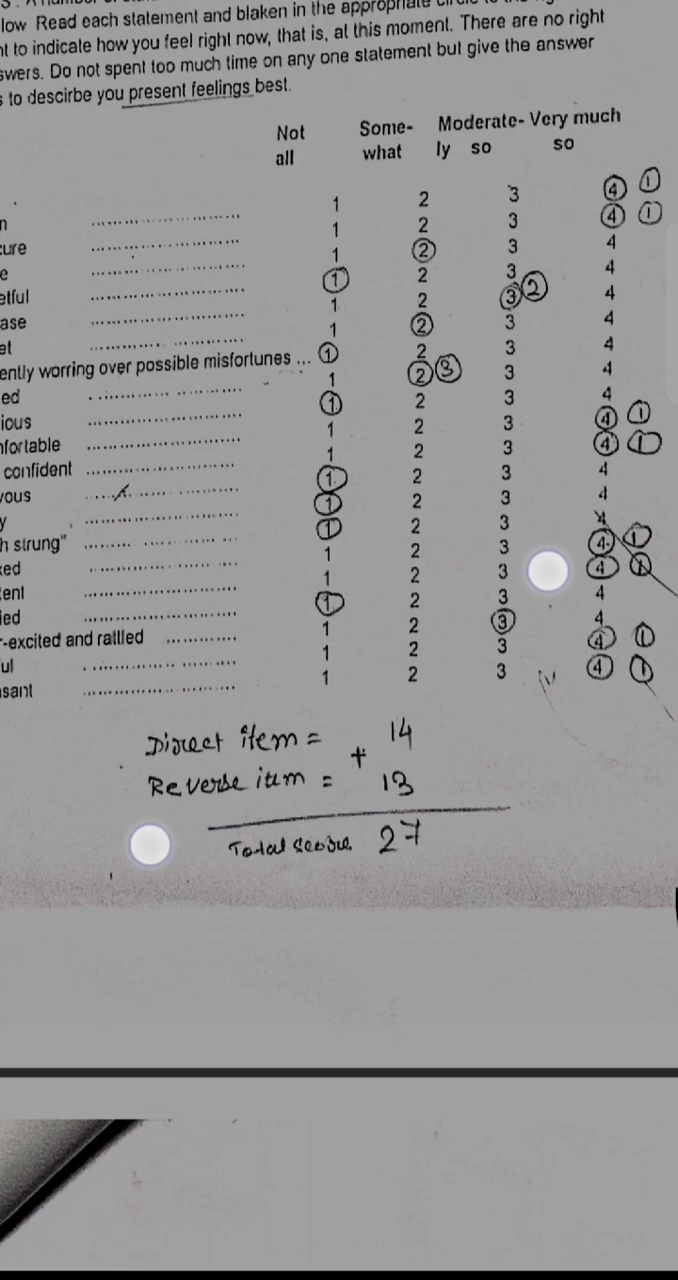 low Read each statement and blaken in the appropriate
to indicate how you feel right now, that is, at this moment. There are no right
swers. Do not spent too much time on any one statement but give the answer
to descirbe you present feelings best.
Not all Some-what Moderate-ly so Very much so
n .................... 1 2 3 4 1
cure .................... 1 2 3 4 1
e .................... 1 2 3 4
etful .................... 1 2 3 4
ase .................... 1 2 3 2 4
et .................... 1 2 3 4
ently worring over possible misfortunes ... 1 2 3 4
ed .................... 1 2 3 3 4
ious .................... 1 2 3 4
nfortable .................... 1 2 3 4 1
confident .................... 1 2 3 4 1
vous .................... 1 2 3 4
y .................... 1 2 3 4
h strung" .................... 1 2 3 4
xed .................... 1 2 3 4 1
tent .................... 1 2 3 4 1
ied .................... 1 2 3 4
r-excited and rallled ............. 1 2 3 4
ul .................... 1 2 3 4 1
asant .................... 1 2 3 4 1
Direct item = 14
+
Reverse item = 13
Total score 27